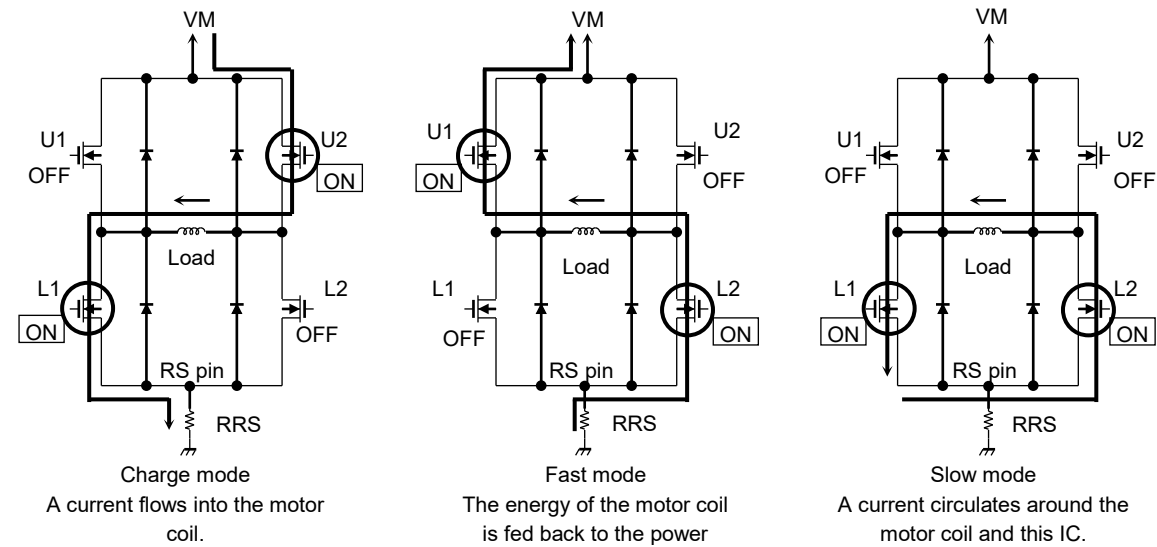 VM
U1
OFF
U2
ON
Load
L1
ON
L2
OFF
RS pin
RRS
Charge mode
A current flows into the motor
coil.
VM
U1
ON
U2
OFF
Load
L1
OFF
L2
ON
RS pin
RRS
Fast mode
The energy of the motor coil
is fed back to the power
VM
U1
OFF
U2
OFF
Load
L1
ON
L2
ON
RS pin
RRS
Slow mode
A current circulates around the
motor coil and this IC.